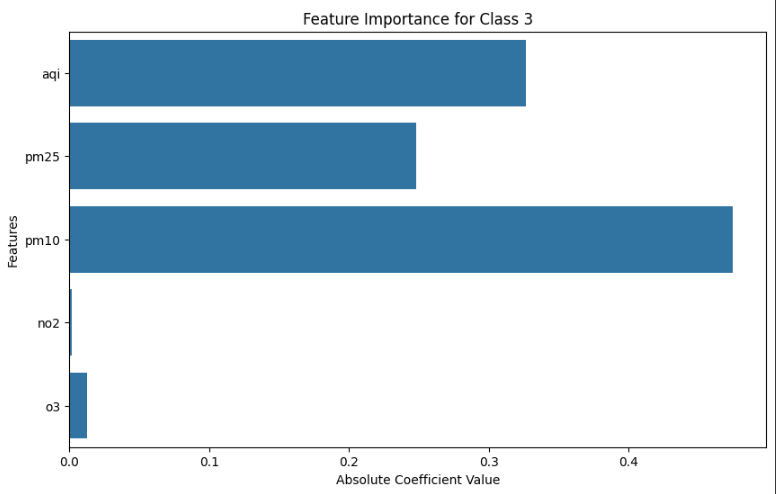 Feature Importance for Class 3
aqi
pm25
pm10
no2
o3
Features
0.0 0.1 0.2 0.3 0.4
Absolute Coefficient Value